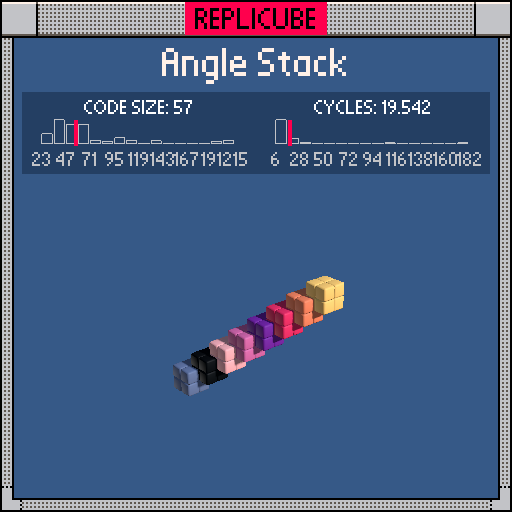 REPLICUBE
Angle Stack
CODE SIZE: 57 CYCLES: 19.542
23 47 71 95 119143167191215 6 28 50 72 94 116138160182